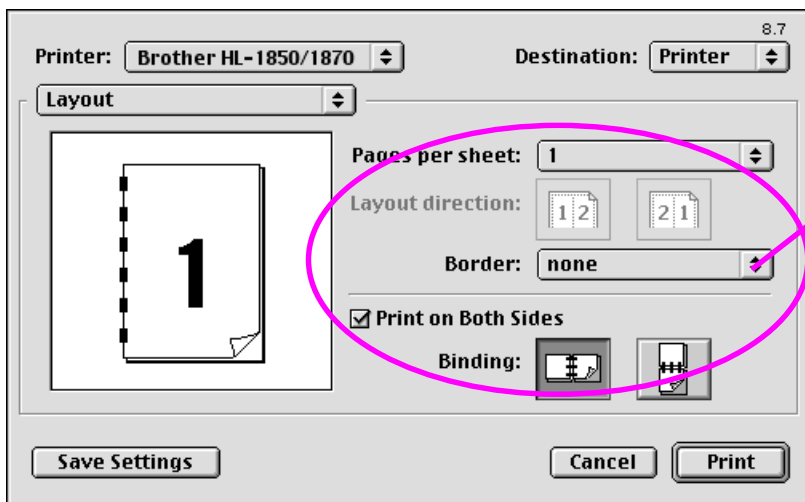 8.7
Printer: Brother HL-1850/1870 Destination: Printer
Layout
Pages per sheet: 1
Layout direction: 1 2 2 1
1
Border: none
Print on Both Sides
Binding:
Save Settings Cancel Print